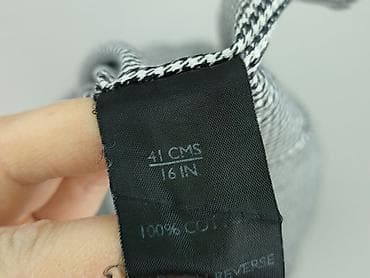 41 CMS
16 IN
100% COT
REVERSE